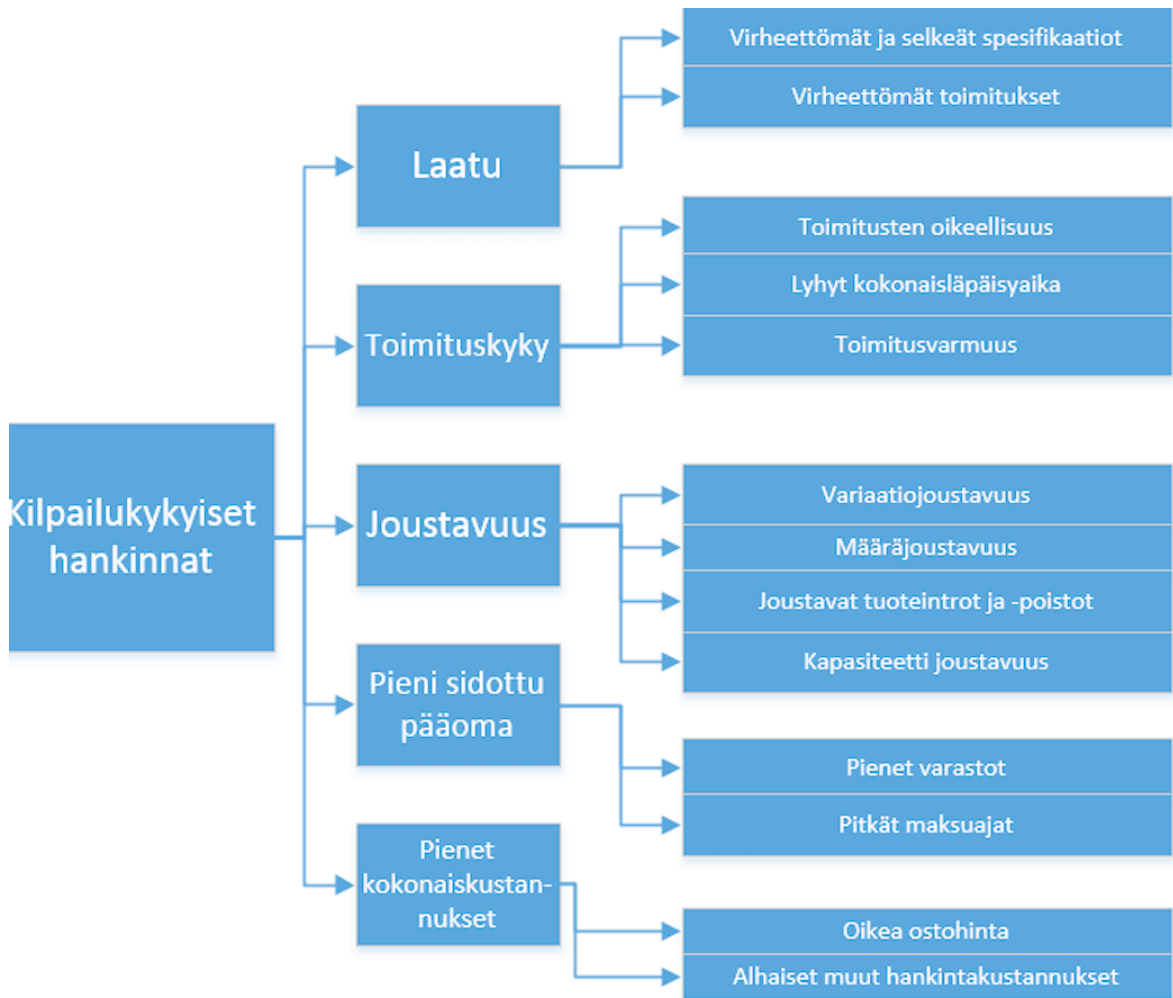 Kilpailukykyiset
hankinnat
Laatu
Virheettömät ja selkeät spesifikaatiot
Virheettömät toimitukset
Toimituskyky
Toimitusten oikeellisuus
Lyhyt kokonaisläpäisyaika
Toimitusvarmuus
Joustavuus
Variaatiojoustavuus
Määräjoustavuus
Joustavat tuoteintrot ja -poistot
Kapasiteetti joustavuus
Pieni sidottu
pääoma
Pienet varastot
Pitkät maksuajat
Pienet
kokonaiskustan-
nukset
Oikea ostohinta
Alhaiset muut hankintakustannukset